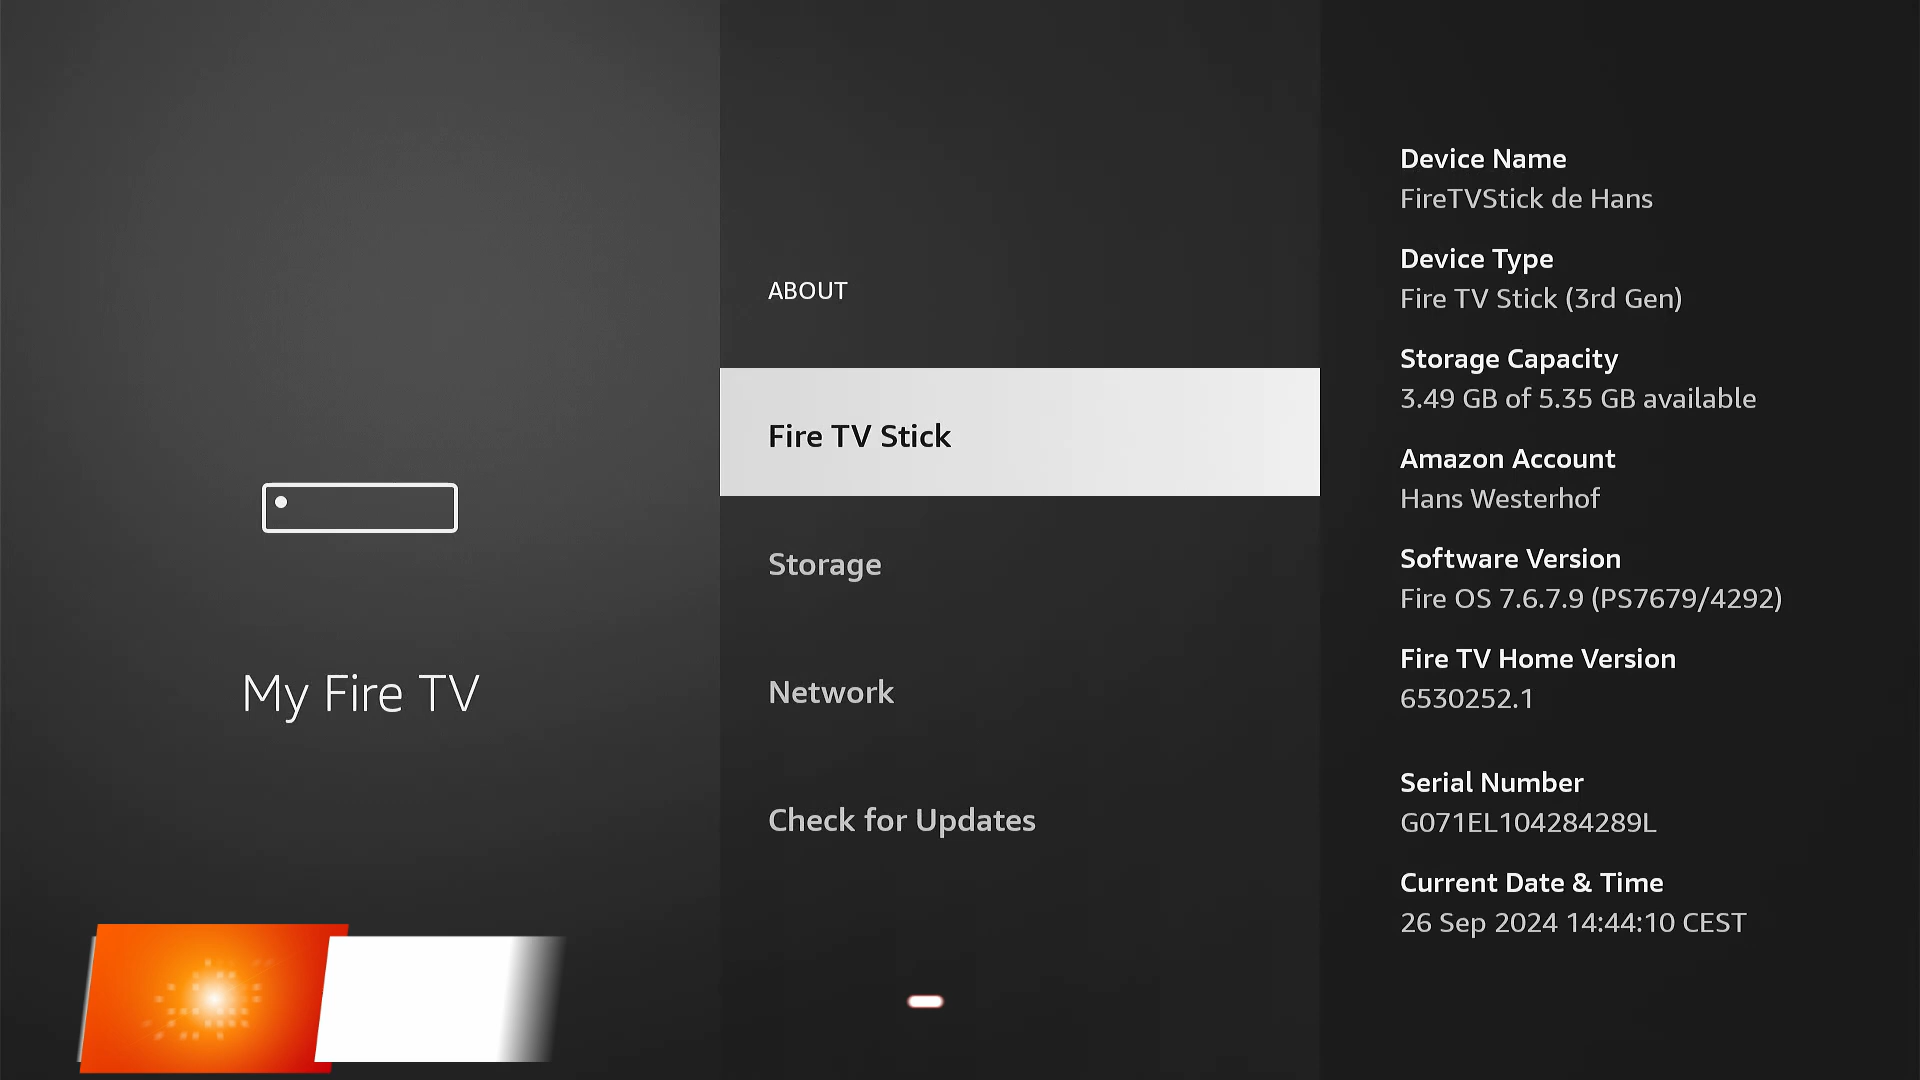 My Fire TV
ABOUT
Fire TV Stick
Storage
Network
Check for Updates
Device Name
FireTVStick de Hans
Device Type
Fire TV Stick (3rd Gen)
Storage Capacity
3.49 GB of 5.35 GB available
Amazon Account
Hans Westerhof
Software Version
Fire OS 7.6.7.9 (PS7679/4292)
Fire TV Home Version
6530252.1
Serial Number
G071EL104284289L
Current Date & Time
26 Sep 2024 14:44:10 CEST